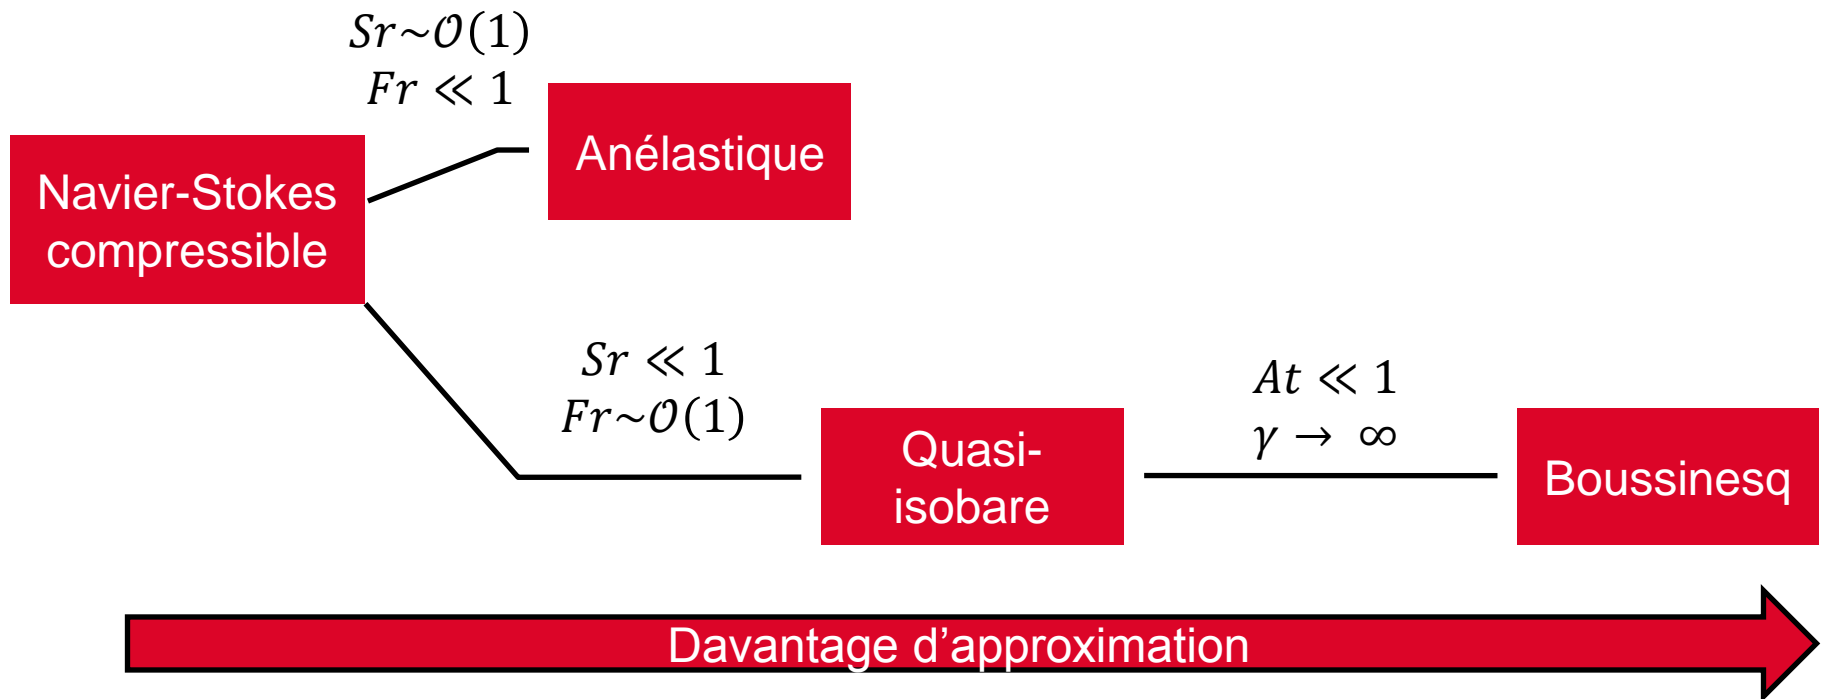 Sr~𝒪(1)
Fr ≪ 1
Anélastique
Navier-Stokes
compressible
Sr ≪ 1
Fr~𝒪(1)
Quasi-
isobare
At ≪ 1
γ → ∞
Boussinesq
Davantage d'approximation